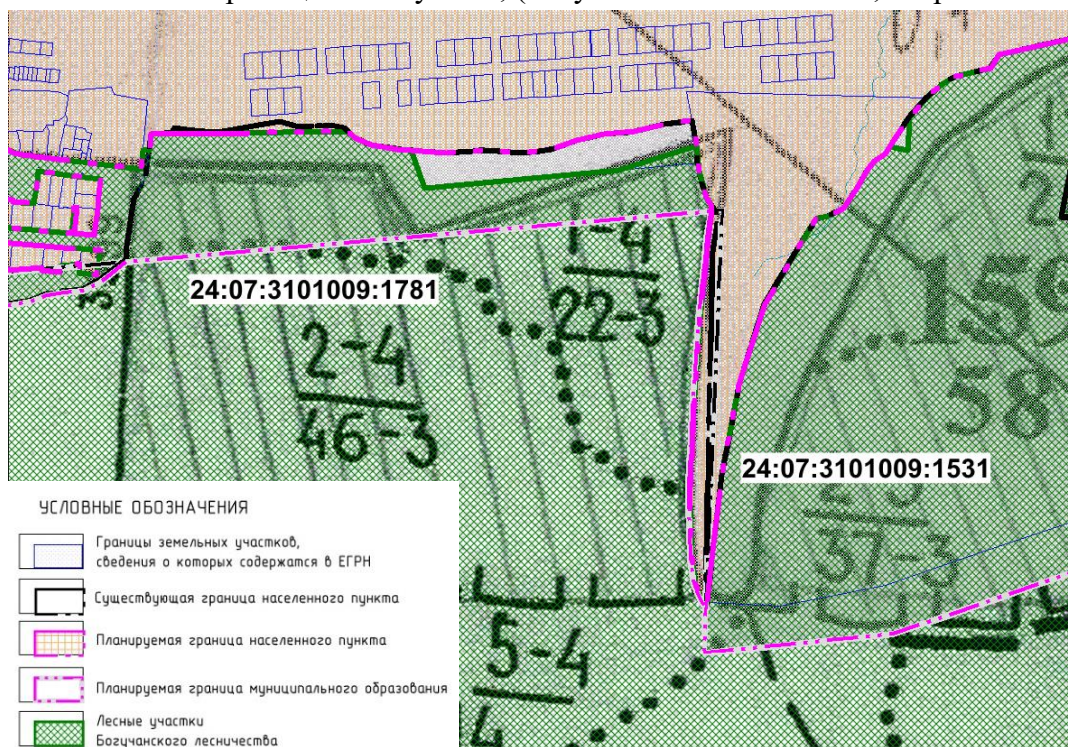 24:07:3101009:1781
1-4
22-3
2-4
46-3
24:07:3101009:1531
37-3
5-4
4
УСЛОВНЫЕ ОБОЗНАЧЕНИЯ
Границы земельных участков,
сведения о которых содержатся в ЕГРН
Существующая граница населенного пункта
Планируемая граница населенного пункта
Планируемая граница муниципального образования
Лесные участки
Богучанского лесничества